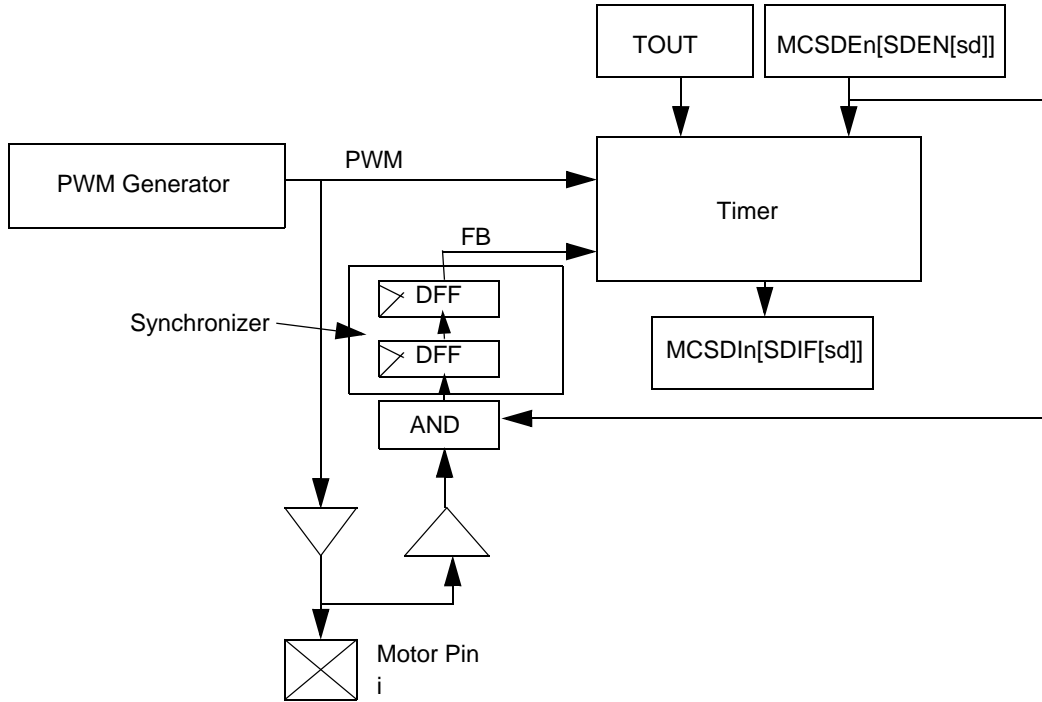 TOUT
MCSDEn[SDEN[sd]]
PWM Generator
PWM
Timer
FB
DFF
Synchronizer
DFF
MCSDIn[SDIF[sd]]
AND
Motor Pin
i